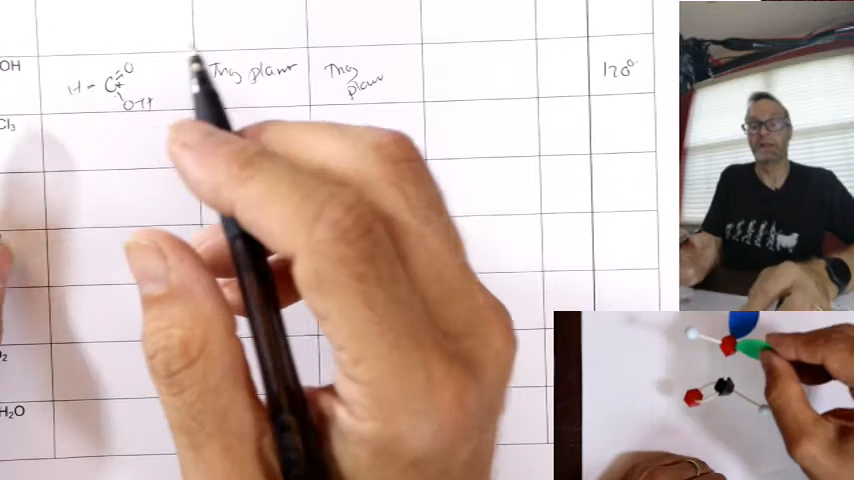 OH
H - C = O
OH
Trig planar
Trig
planar
120°
Cl3
2
H2O